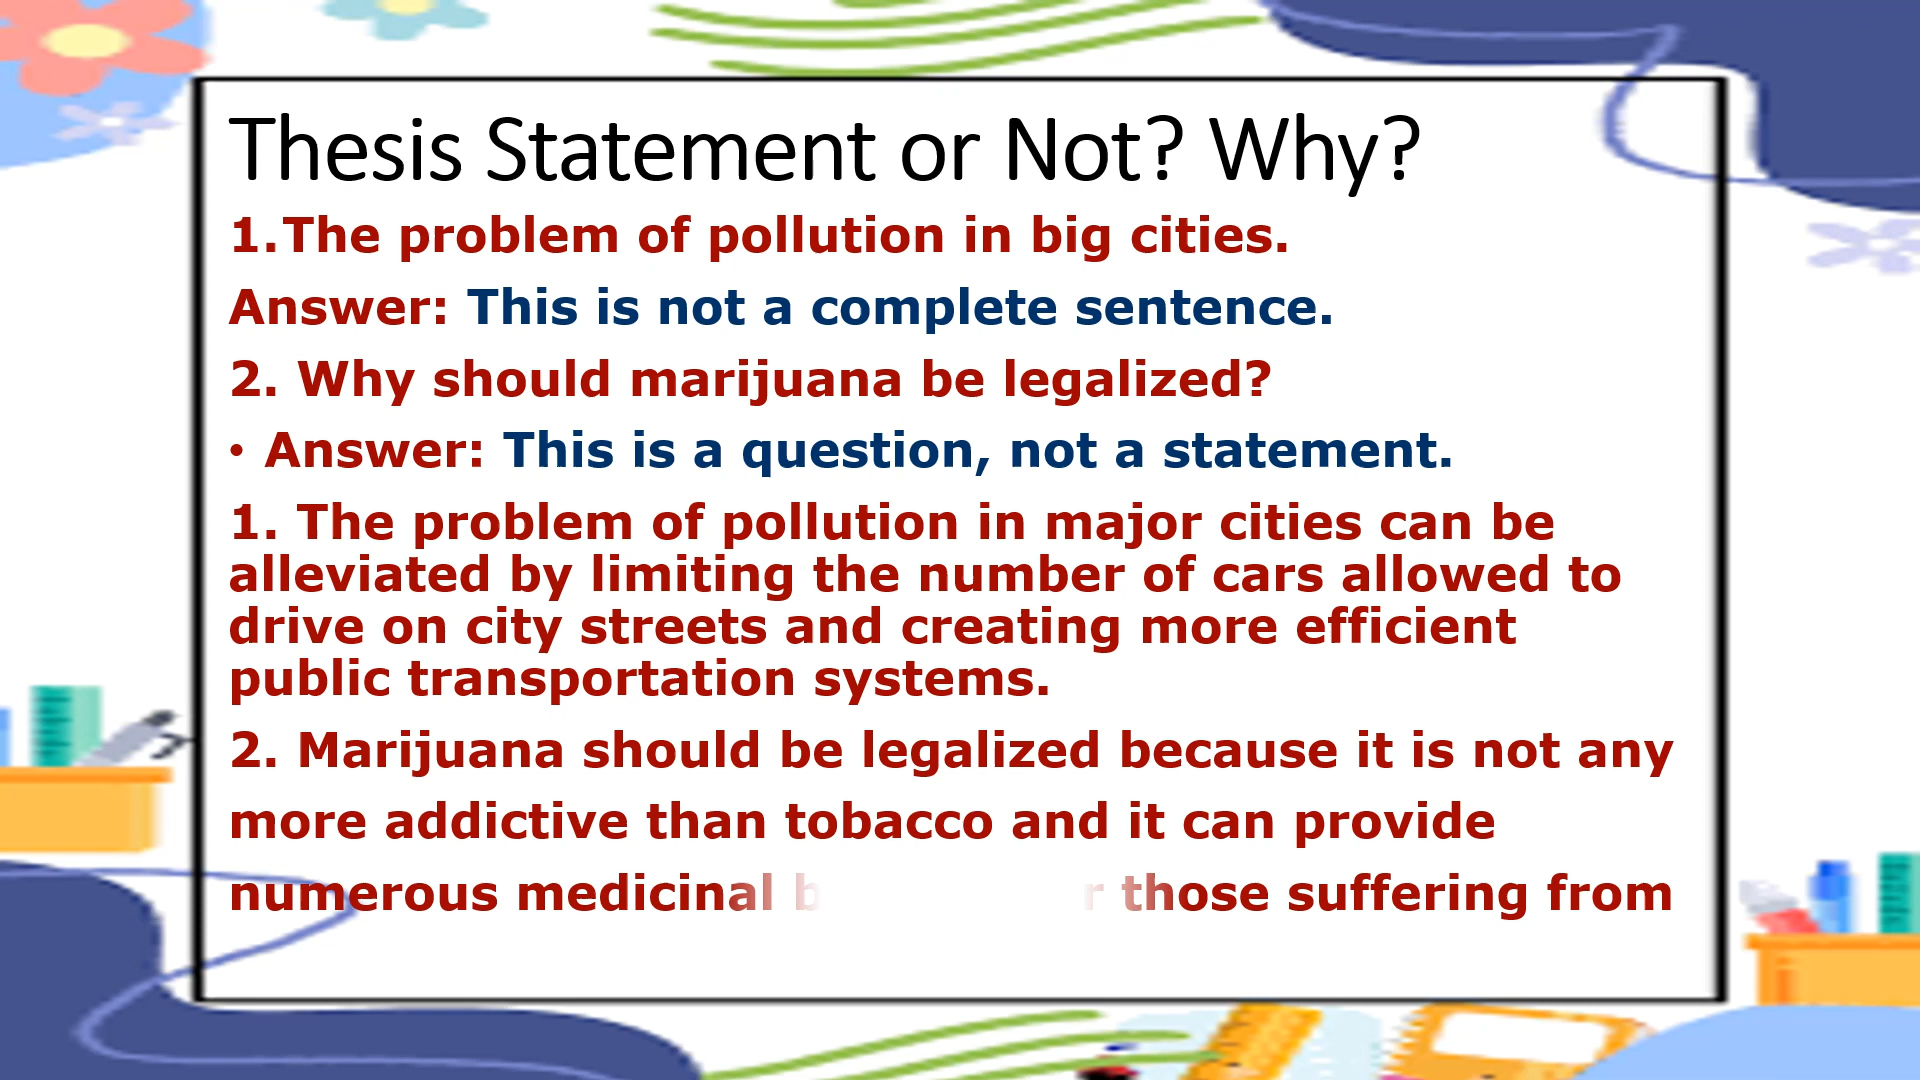 Thesis Statement or Not? Why?
1.The problem of pollution in big cities.
Answer: This is not a complete sentence.
2. Why should marijuana be legalized?
• Answer: This is a question, not a statement.
1. The problem of pollution in major cities can be
alleviated by limiting the number of cars allowed to
drive on city streets and creating more efficient
public transportation systems.
2. Marijuana should be legalized because it is not any
more addictive than tobacco and it can provide
numerous medicinal those suffering from